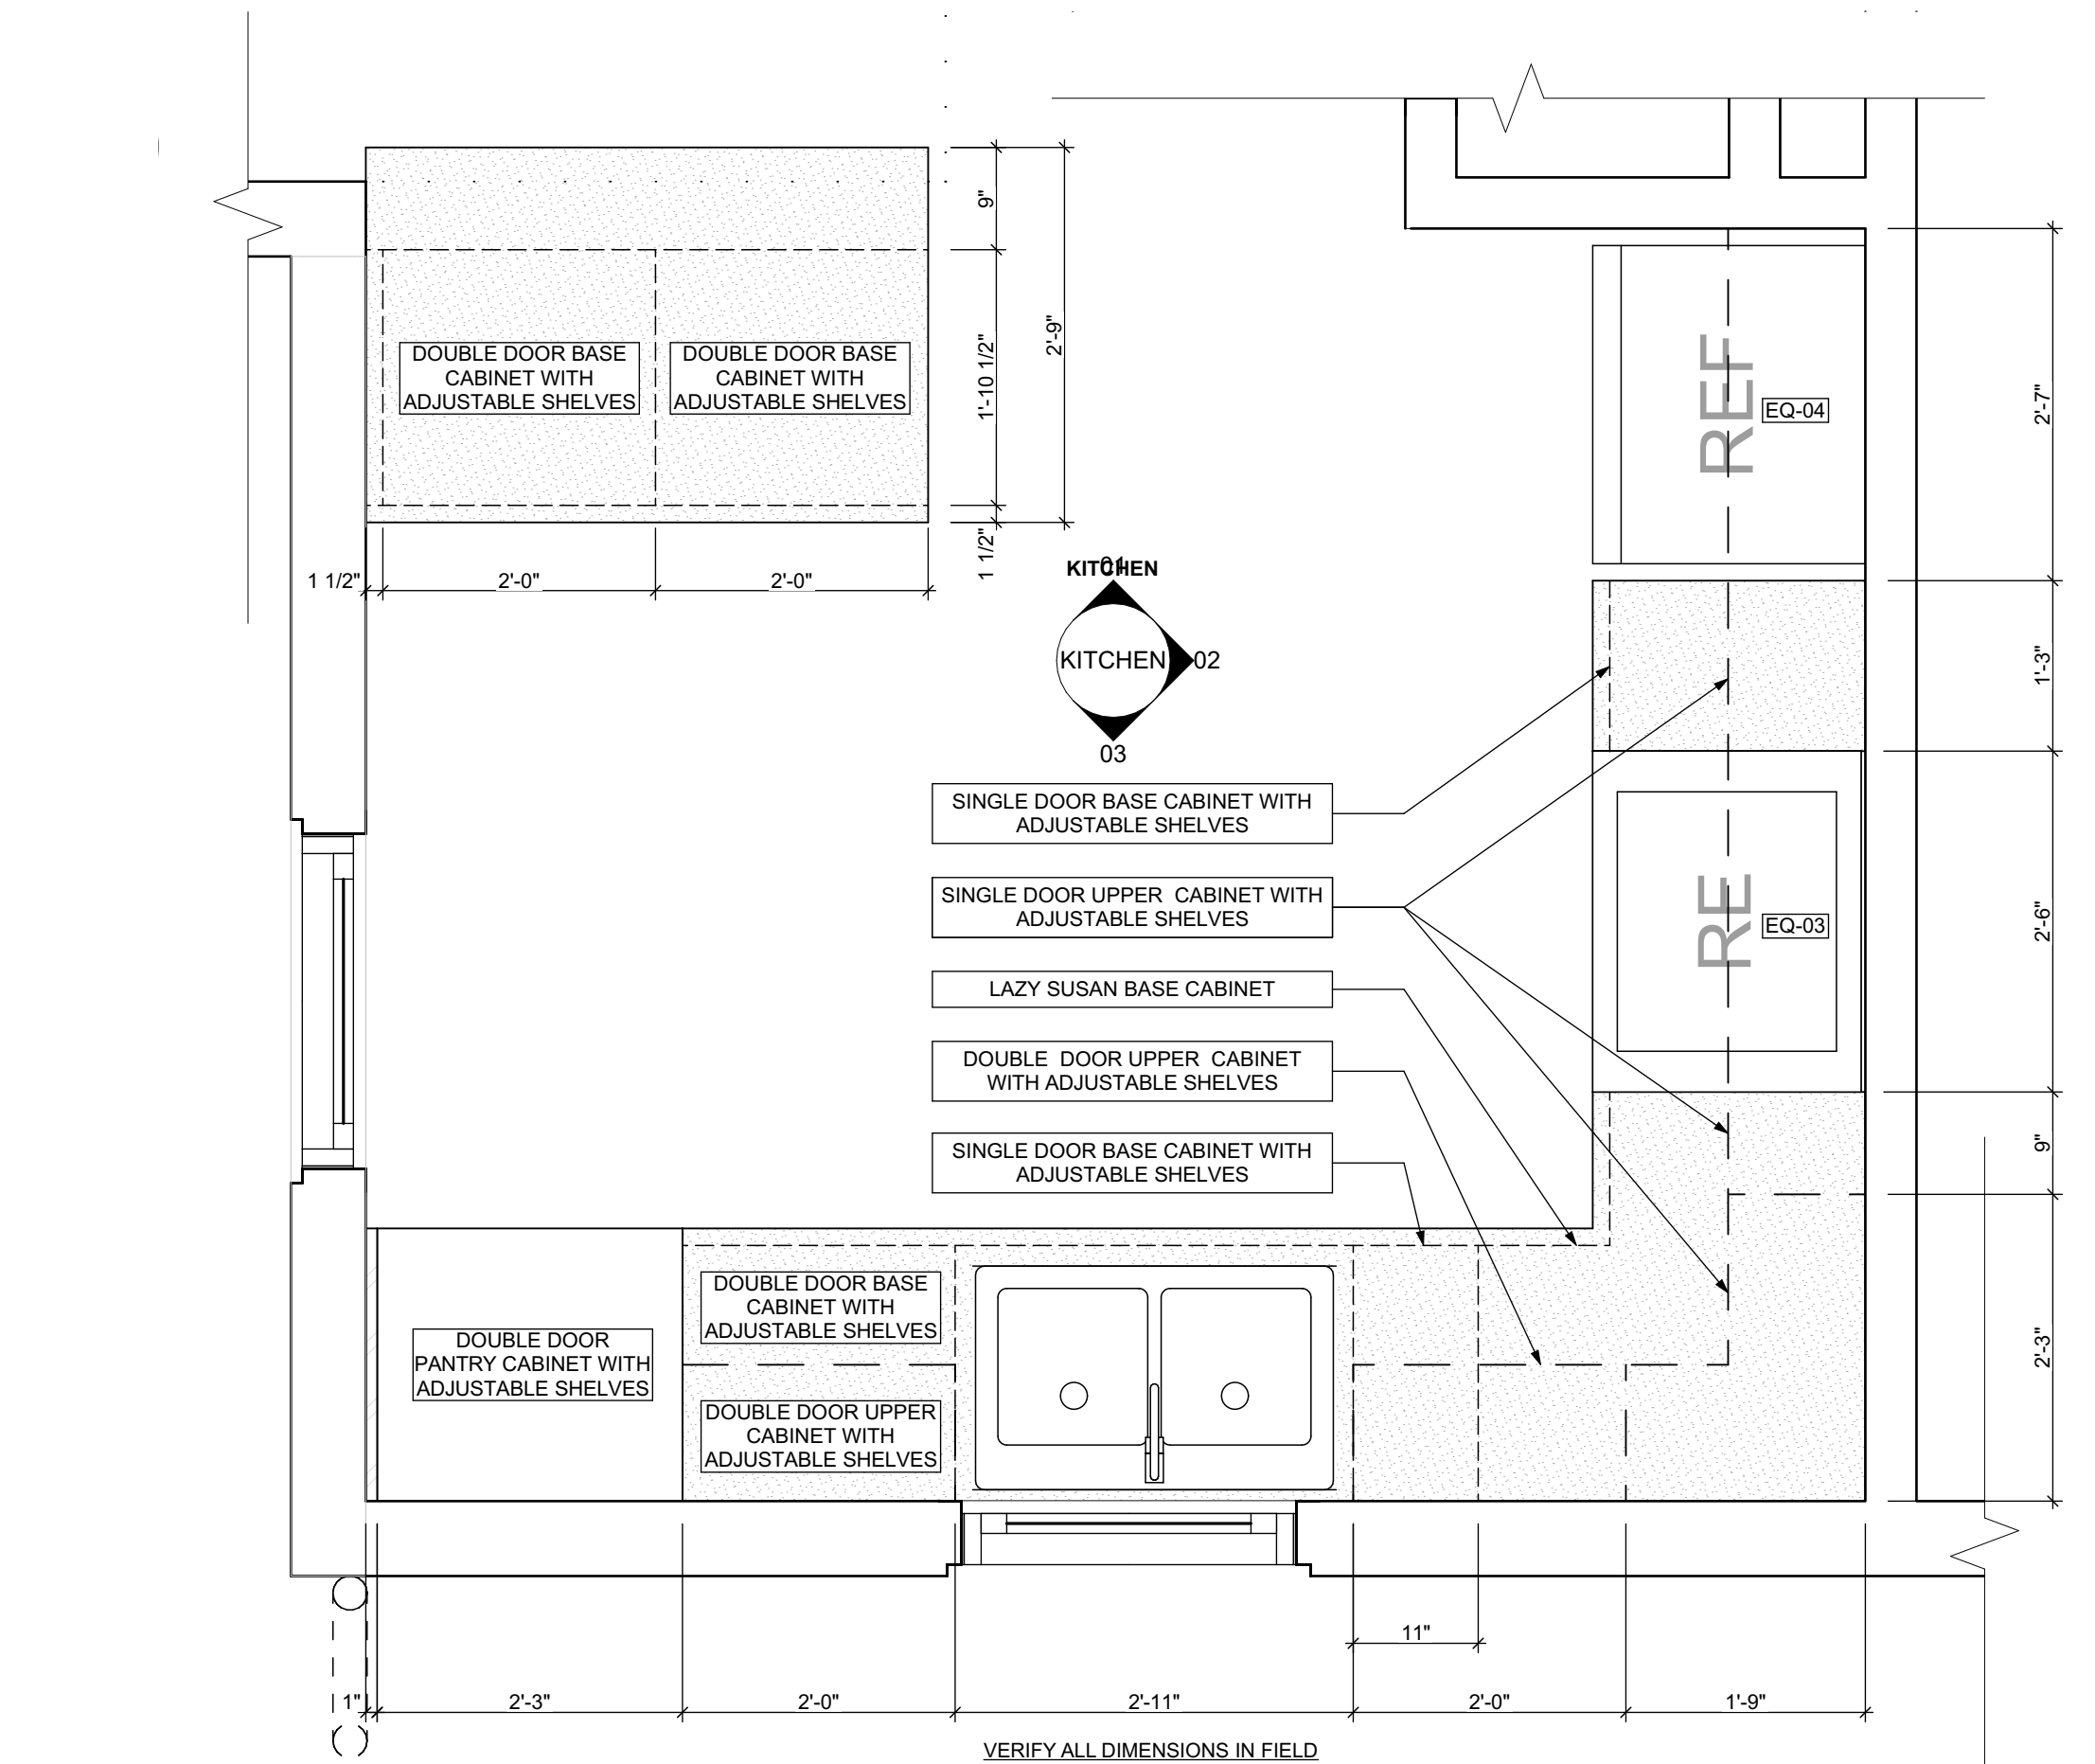 9"
1'-10 1/2"
2'-9"
1 1/2"
DOUBLE DOOR BASE
CABINET WITH
ADJUSTABLE SHELVES
DOUBLE DOOR BASE
CABINET WITH
ADJUSTABLE SHELVES
1 1/2"
2'-0"
2'-0"
REF
EQ-04
2'-7"
01
KITCHEN
KITCHEN
02
03
1'-3"
SINGLE DOOR BASE CABINET WITH
ADJUSTABLE SHELVES
SINGLE DOOR UPPER CABINET WITH
ADJUSTABLE SHELVES
LAZY SUSAN BASE CABINET
DOUBLE DOOR UPPER CABINET
WITH ADJUSTABLE SHELVES
SINGLE DOOR BASE CABINET WITH
ADJUSTABLE SHELVES
RE
EQ-03
2'-6"
9"
2'-3"
DOUBLE DOOR
PANTRY CABINET WITH
ADJUSTABLE SHELVES
DOUBLE DOOR BASE
CABINET WITH
ADJUSTABLE SHELVES
DOUBLE DOOR UPPER
CABINET WITH
ADJUSTABLE SHELVES
11"
1"
2'-3"
2'-0"
2'-11"
2'-0"
1'-9"
VERIFY ALL DIMENSIONS IN FIELD